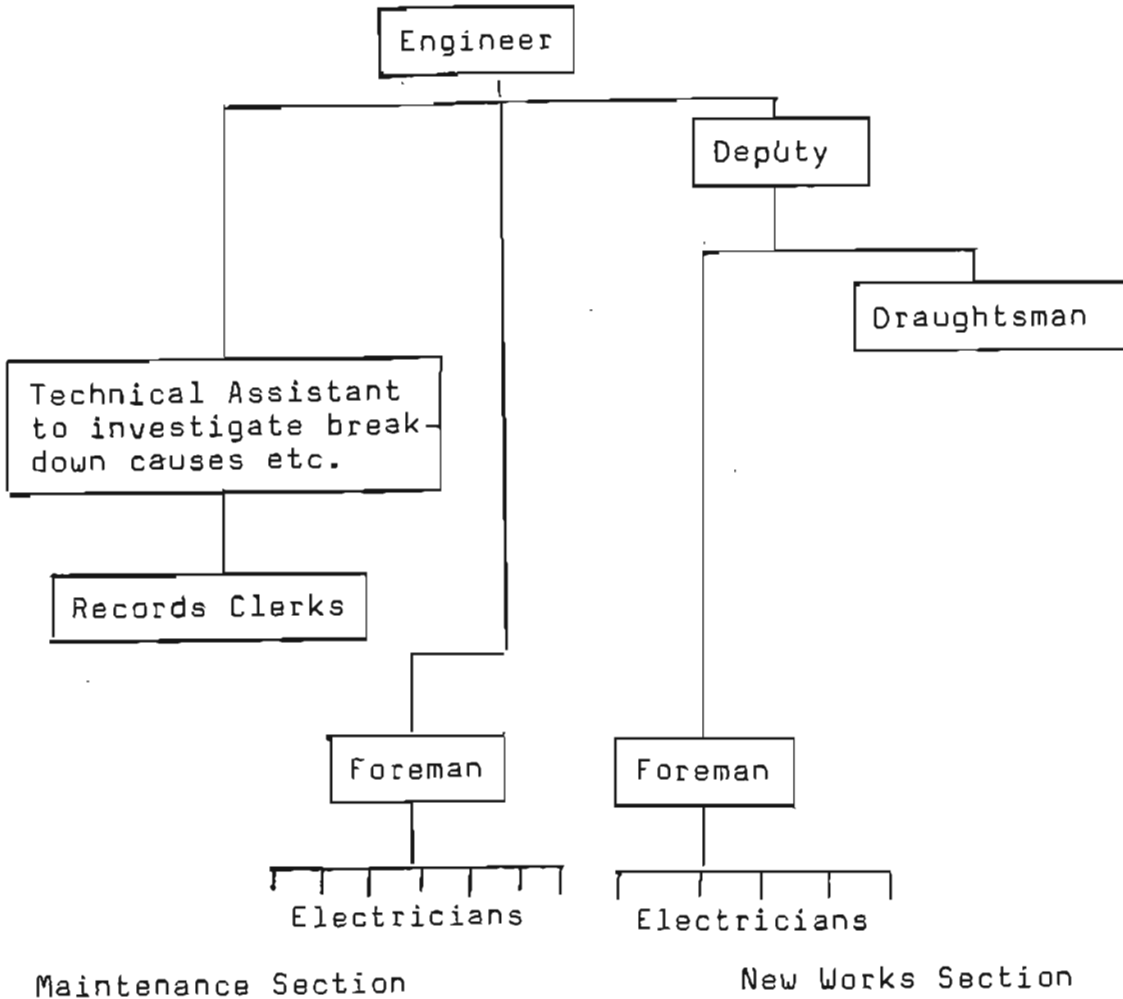 Engineer
Deputy
Draughtsman
Technical Assistant
to investigate break-
down causes etc.
Records Clerks
Foreman
Foreman
Electricians
Electricians
Maintenance Section
New Works Section